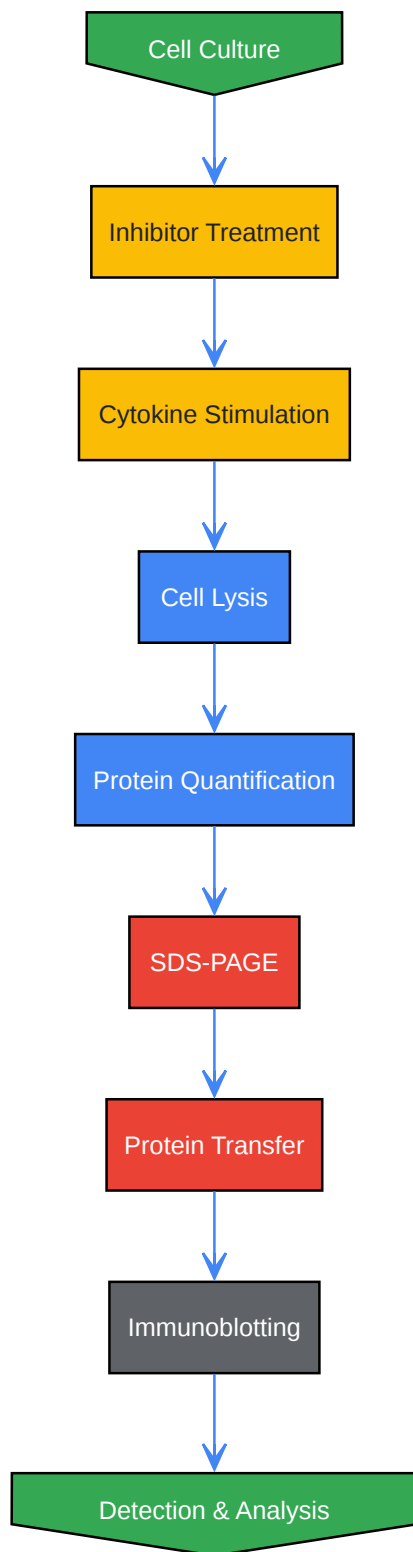 Cell Culture
Inhibitor Treatment
Cytokine Stimulation
Cell Lysis
Protein Quantification
SDS-PAGE
Protein Transfer
Immunoblotting
Detection & Analysis